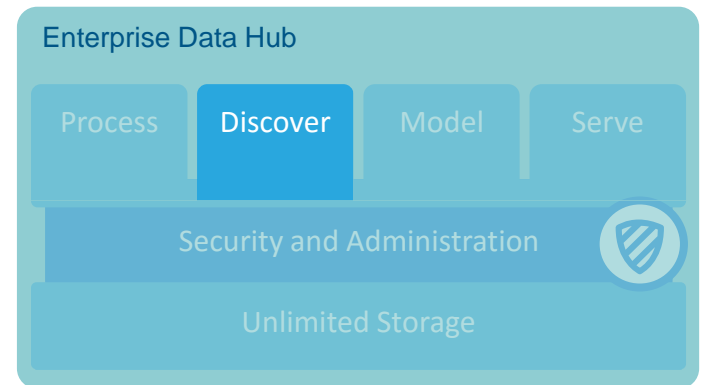 Enterprise Data Hub
Process Discover Model Serve
Security and Administration
Unlimited Storage